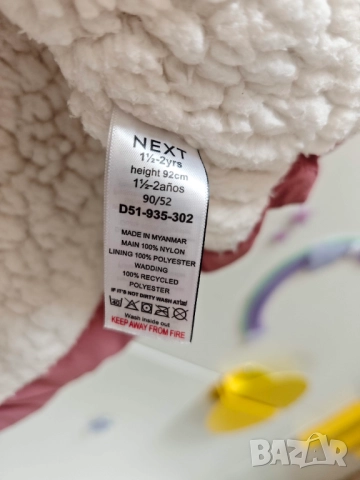 NEXT
1½-2yrs
height 92cm
1½-2años
90/52
D51-935-302
MADE IN MYANMAR
MAIN 100% NYLON
LINING 100% POLYESTER
WADDING
100% RECYCLED
POLYESTER
IF IT'S NOT DIRTY WASH AT 30
Wash inside out
KEEP AWAY FROM FIRE
BAZAR